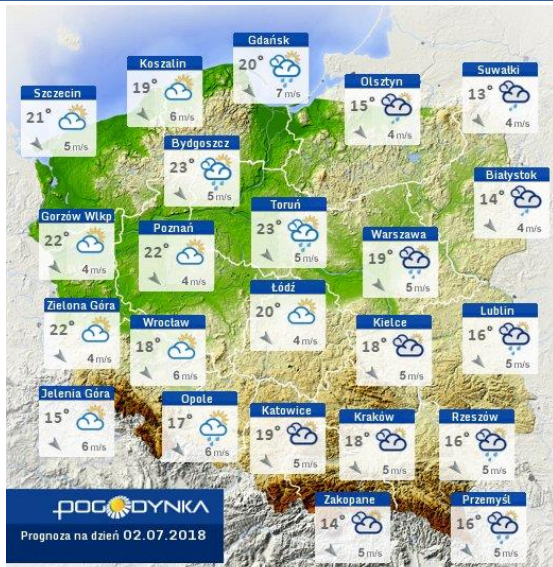 Gdańsk
20°
7 m/s
Koszalin
19°
6 m/s
Suwałki
13°
4 m/s
Olsztyn
15°
4 m/s
Szczecin
21°
5 m/s
Bydgoszcz
23°
5 m/s
Białystok
14°
4 m/s
Toruń
23°
5 m/s
Gorzów Wlkp
22°
4 m/s
Poznań
22°
4 m/s
Warszawa
19°
5 m/s
Łódź
20°
4 m/s
Zielona Góra
22°
4 m/s
Wrocław
18°
6 m/s
Kielce
18°
5 m/s
Lublin
16°
5 m/s
Jelenia Góra
15°
6 m/s
Opole
17°
6 m/s
Katowice
19°
5 m/s
Kraków
18°
5 m/s
Rzeszów
16°
5 m/s
Zakopane
14°
5 m/s
Przemyśl
16°
5 m/s
POGODYNKA
Prognoza na dzień 02.07.2018